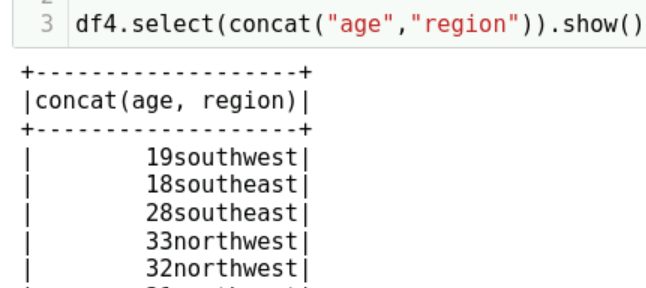 3 df4.select(concat("age","region")).show()
+-------------------+
|concat(age, region)|
+-------------------+
|        19southwest|
|        18southeast|
|        28southeast|
|        33northwest|
|        32northwest|